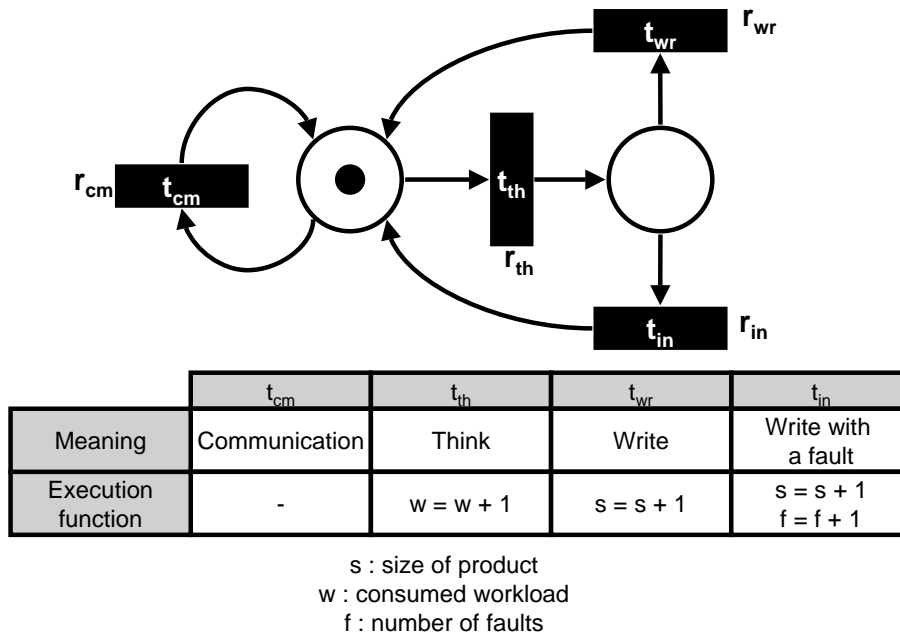 t_wr r_wr
r_cm t_cm t_th
r_th
t_in r_in
t_cm t_th t_wr t_in
Meaning Communication Think Write Write with
a fault
Execution
function - w = w + 1 s = s + 1 s = s + 1
f = f + 1
s : size of product
w : consumed workload
f : number of faults